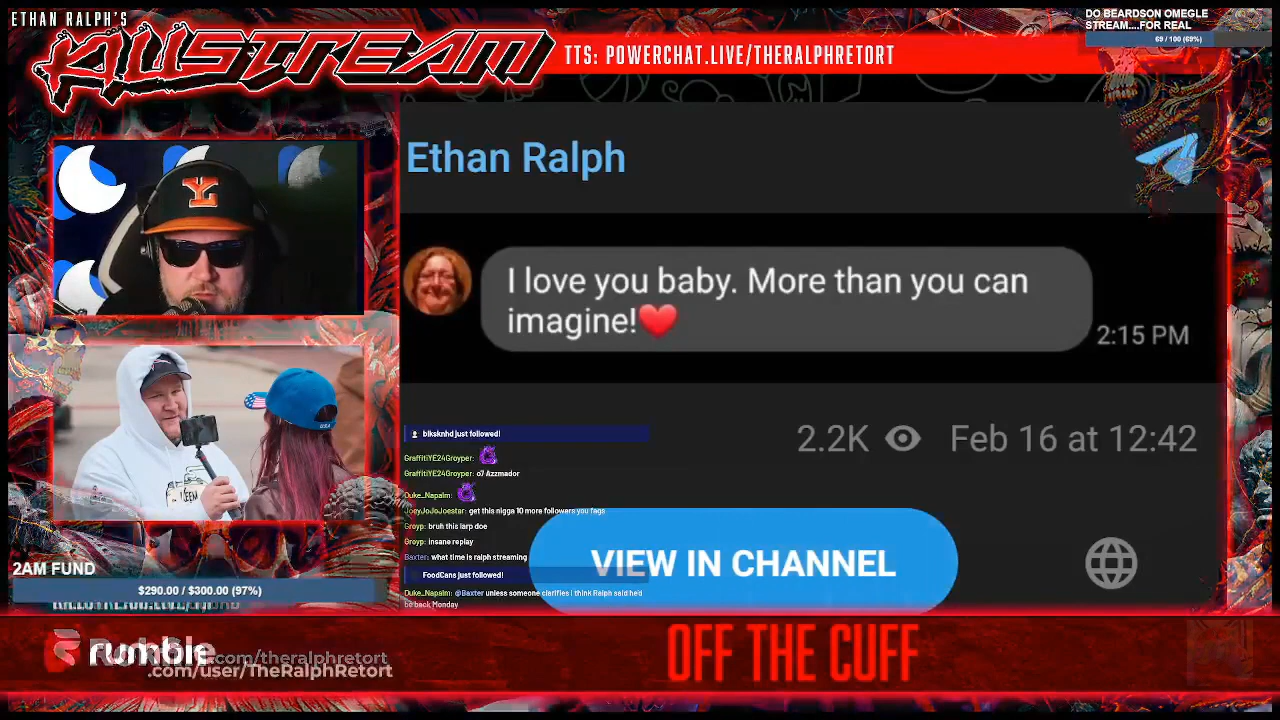 ETHAN RALPH'S
KILLSTREAM
TTS: POWERCHAT.LIVE/THERALPHRETORT
DO BEARDSON OMEGLE
STREAM....FOR REAL
69 / 100 (69%)
Ethan Ralph
Y
I love you baby. More than you can
imagine!❤️
2:15 PM
2.2K
Feb 16 at 12:42
blksknhd just followed!
GraffitiYE24Groyper:
GraffitiYE24Groyper: o7 Azzmador
Duke_Napalm:
JoeyJoJoJoestar: get this nigga 10 more followers you fags
Groyp: bruh this larp doe
Groyp: insane replay
Baxter: what time is ralph streaming
FoodCans just followed!
Duke_Napalm: @Baxter unless someone clarifies i think Ralph said he'd
be back Monday
VIEW IN CHANNEL
USA
2AM FUND
$290.00 / $300.00 (97%)
rumble
.com/theralphretort
.com/user/TheRalphRetort
OFF THE CUFF